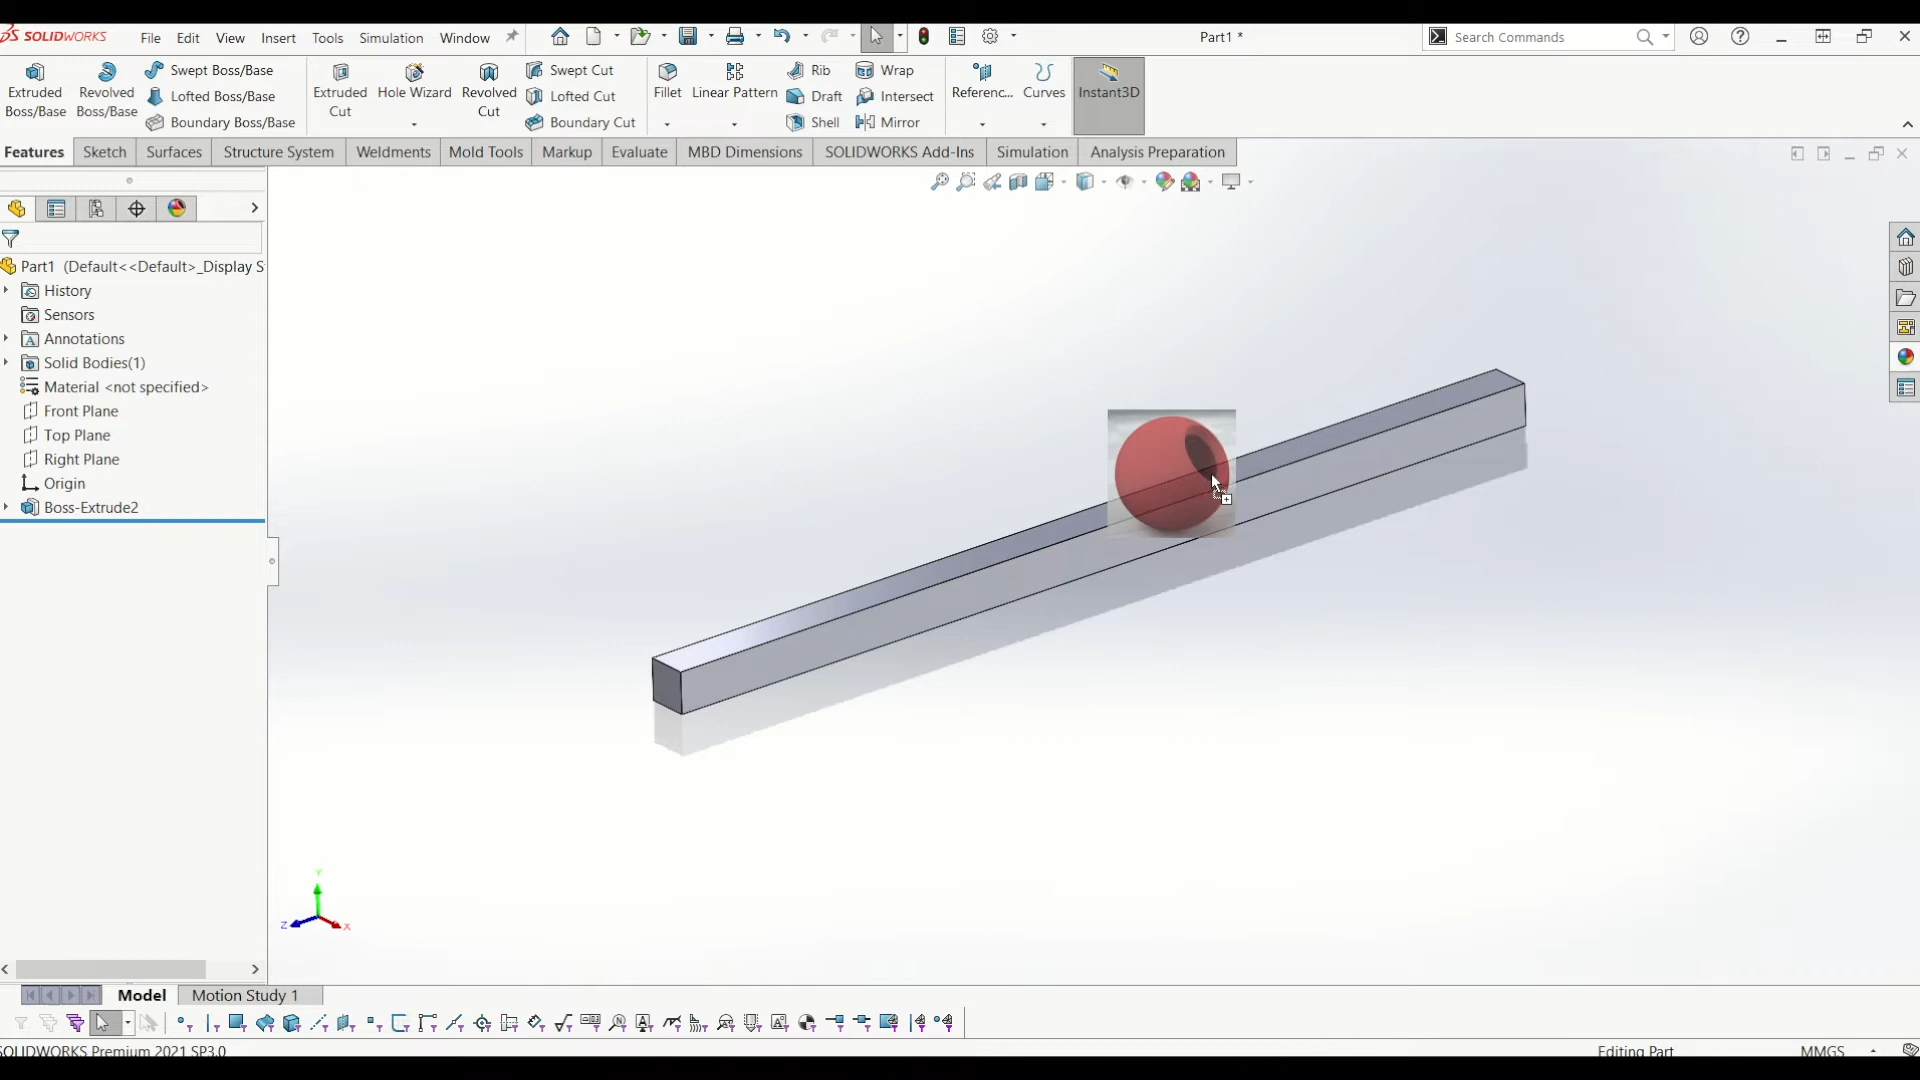 SOLIDWORKS File Edit View Insert Tools Simulation Window Part1 * Search Commands
Extruded Boss/Base
Revolved Boss/Base
Swept Boss/Base
Lofted Boss/Base
Boundary Boss/Base
Extruded Cut
Hole Wizard
Revolved Cut
Swept Cut
Lofted Cut
Boundary Cut
Fillet
Linear Pattern
Rib
Draft
Shell
Wrap
Intersect
Mirror
Referenc...
Curves
Instant3D
Features Sketch Surfaces Structure System Weldments Mold Tools Markup Evaluate MBD Dimensions SOLIDWORKS Add-Ins Simulation Analysis Preparation
Part1 (Default<<Default>_Display S
History
Sensors
Annotations
Solid Bodies(1)
Material <not specified>
Front Plane
Top Plane
Right Plane
Origin
Boss-Extrude2
Y
Z X
Model Motion Study 1
SOLIDWORKS Premium 2021 SP3.0 Editing Part MMGS